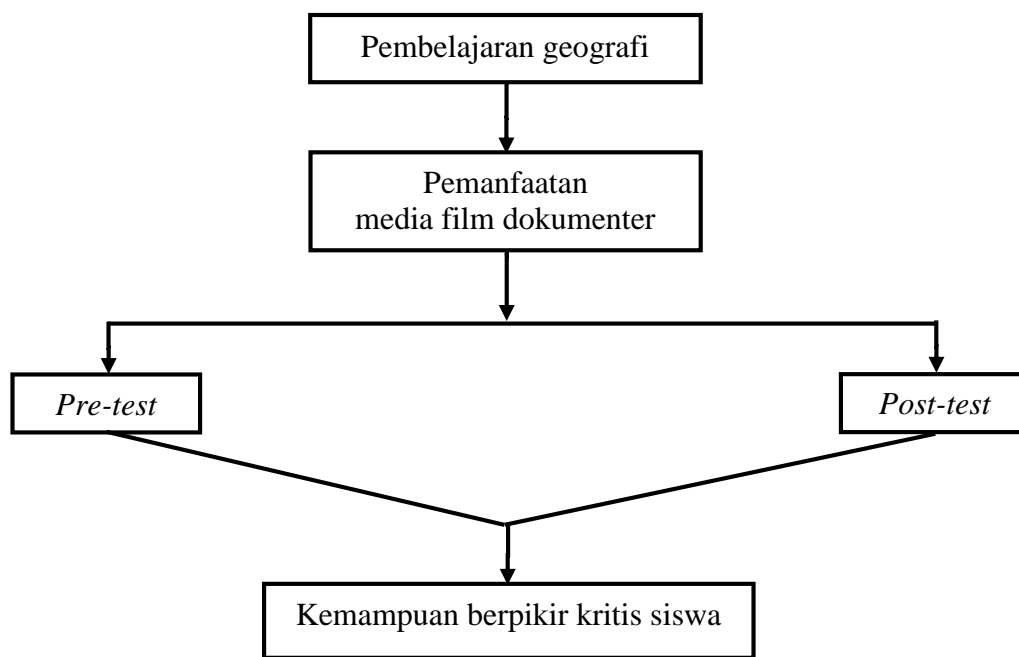 Pembelajaran geografi
Pemanfaatan
media film dokumenter
Pre-test
Post-test
Kemampuan berpikir kritis siswa